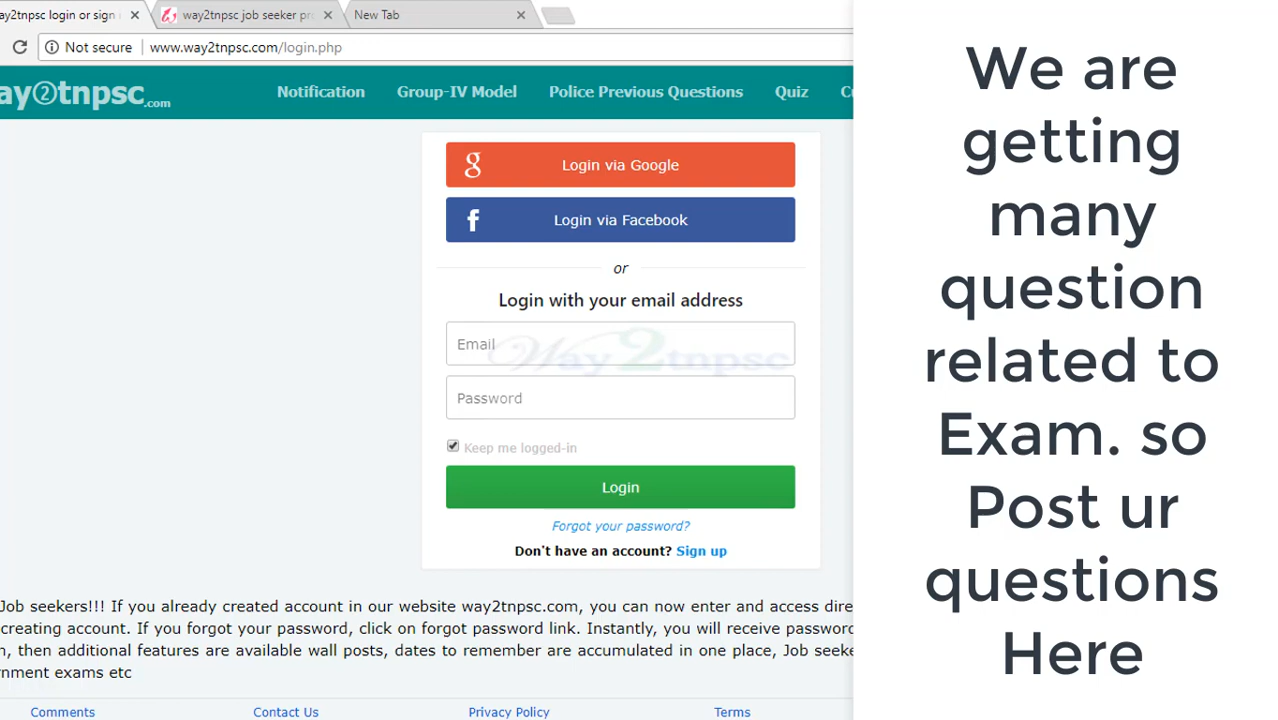 ay2tnpsc login or sign
way2tnpsc job seeker pr
New Tab
Not secure
www.way2tnpsc.com/login.php
ay2tnpsc.com
Notification
Group-IV Model
Police Previous Questions
Quiz
Login via Google
Login via Facebook
or
Login with your email address
Email
Way2tnpsc
Password
Keep me logged-in
Login
Forgot your password?
Don't have an account? Sign up
Job seekers!!! If you already created account in our website way2tnpsc.com, you can now enter and access dire
creating account. If you forgot your password, click on forgot password link. Instantly, you will receive password
n, then additional features are available wall posts, dates to remember are accumulated in one place, Job seeke
rnment exams etc
Comments
Contact Us
Privacy Policy
Terms
We are
getting
many
question
related to
Exam. so
Post ur
questions
Here